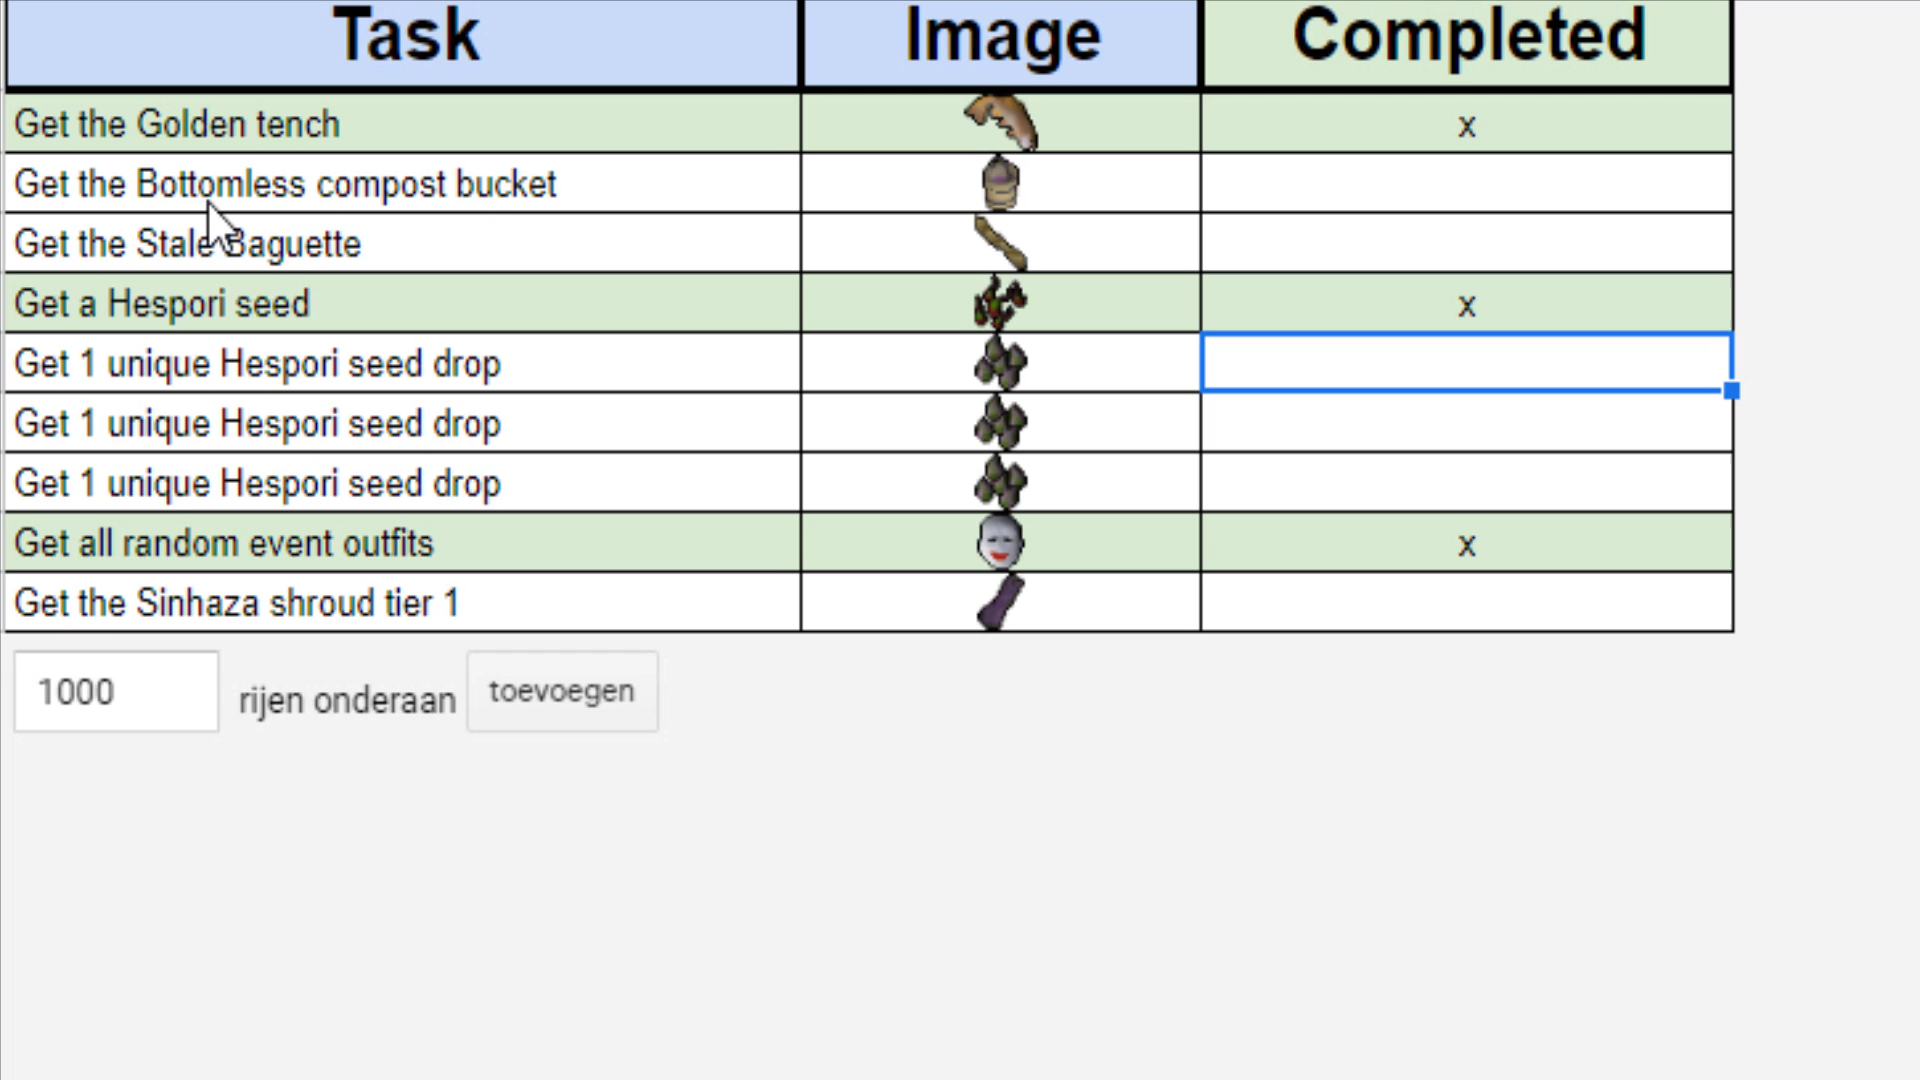 Task Image Completed
Get the Golden tench x
Get the Bottomless compost bucket
Get the Stale Baguette
Get a Hespori seed x
Get 1 unique Hespori seed drop
Get 1 unique Hespori seed drop
Get 1 unique Hespori seed drop
Get all random event outfits x
Get the Sinhaza shroud tier 1
1000 rijen onderaan toevoegen